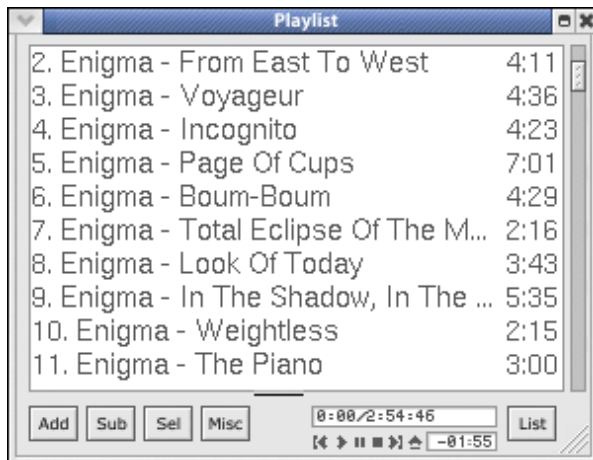 Playlist
2. Enigma - From East To West 4:11
3. Enigma - Voyageur 4:36
4. Enigma - Incognito 4:23
5. Enigma - Page Of Cups 7:01
6. Enigma - Boum-Boum 4:29
7. Enigma - Total Eclipse Of The M... 2:16
8. Enigma - Look Of Today 3:43
9. Enigma - In The Shadow, In The ... 5:35
10. Enigma - Weightless 2:15
11. Enigma - The Piano 3:00
Add Sub Sel Misc 0:00/2:54:46 List
-01:55